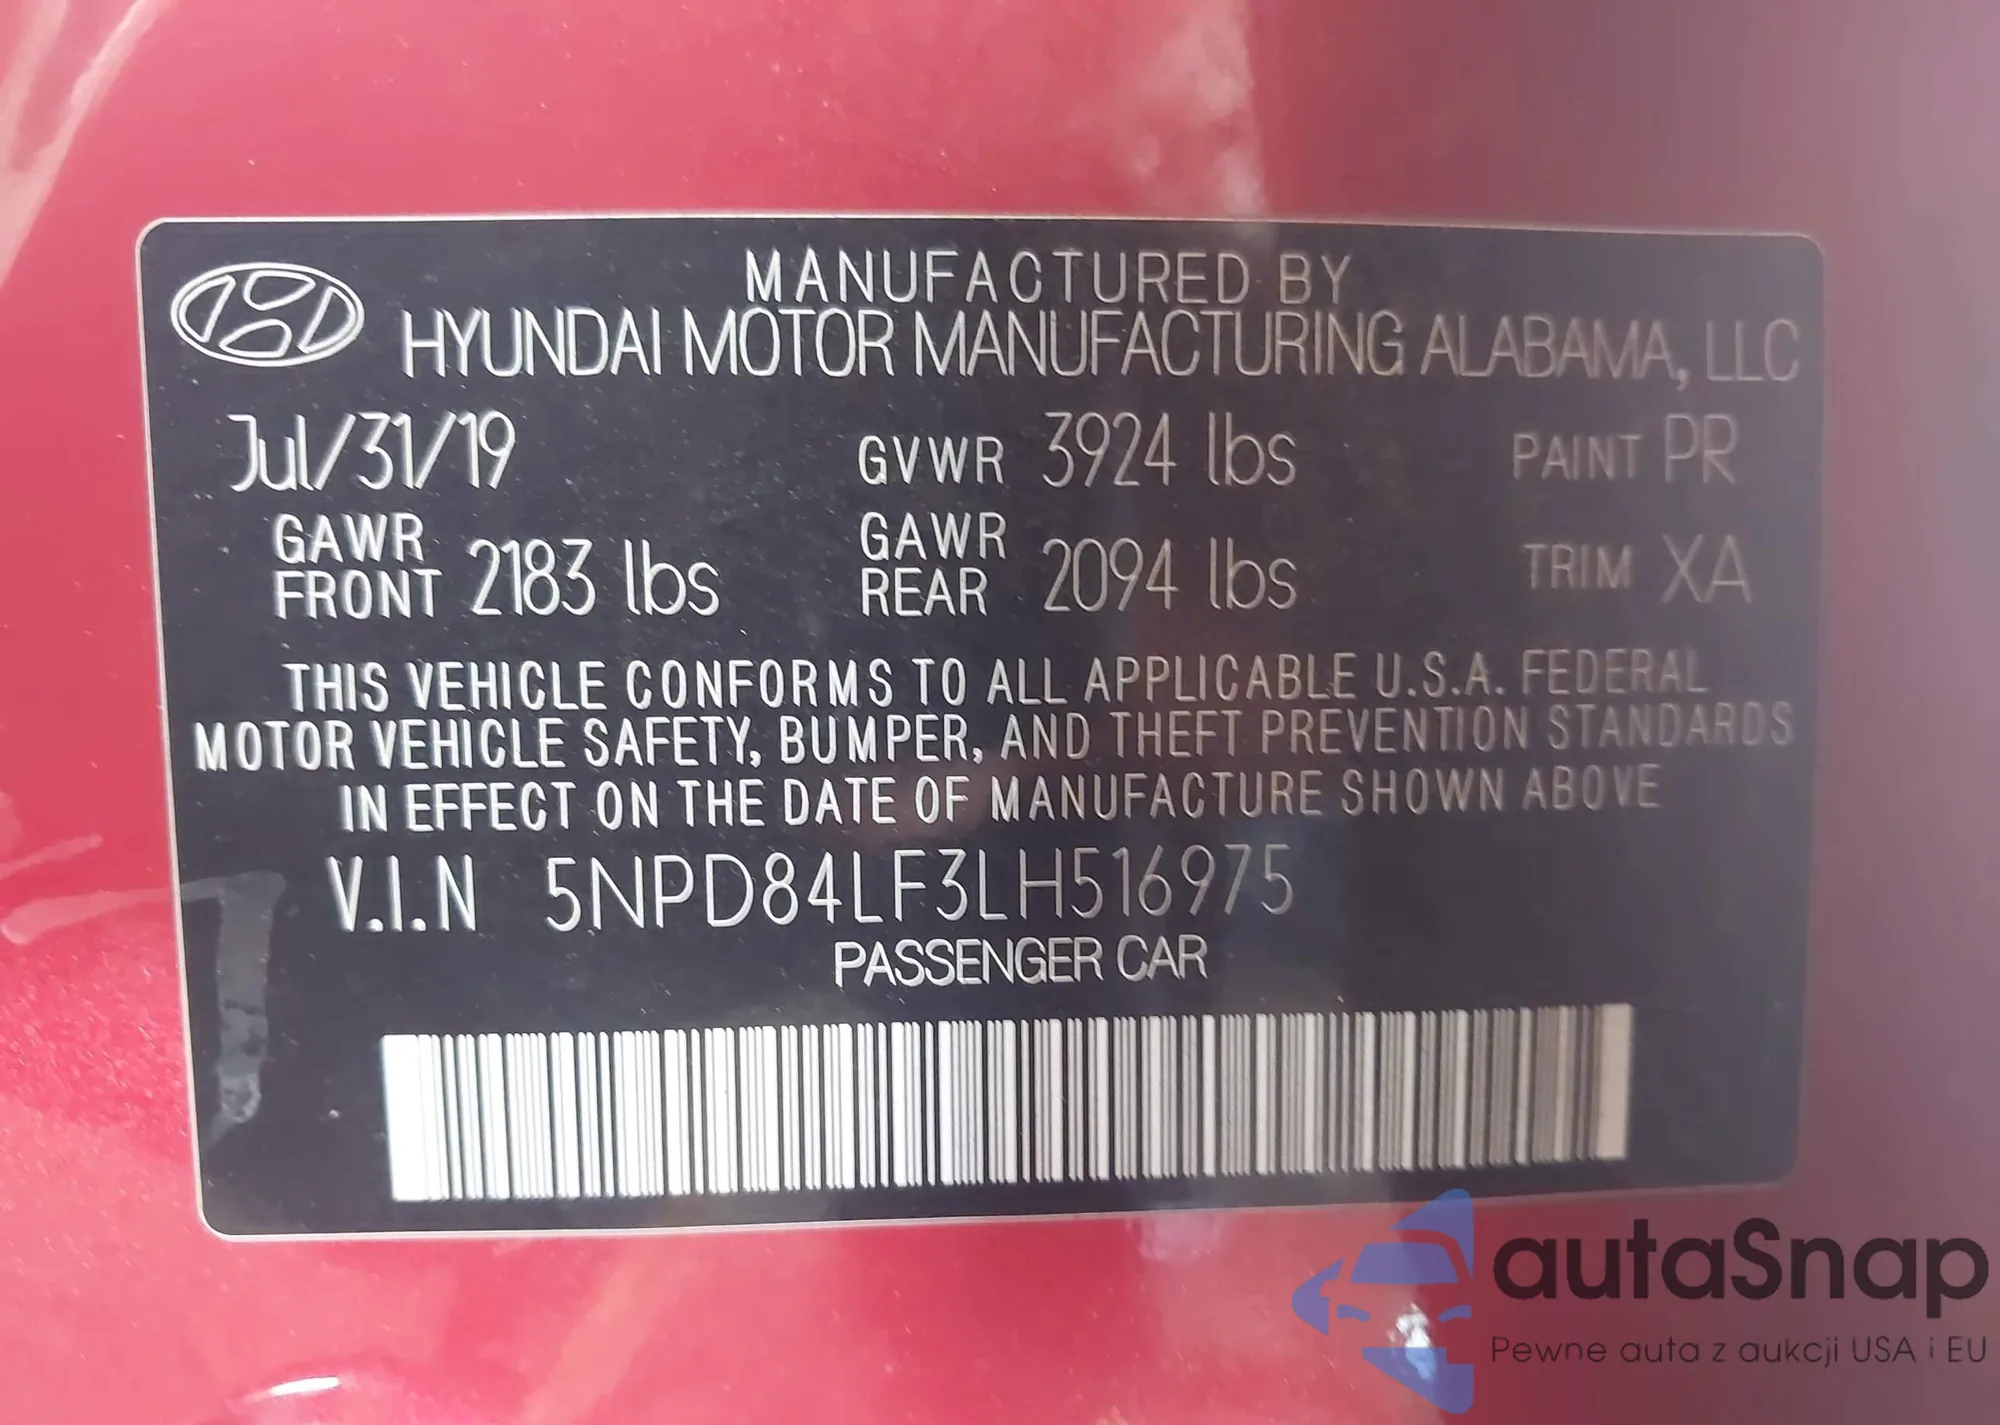 MANUFACTURED BY
HYUNDAI MOTOR MANUFACTURING ALABAMA, LLC
Jul/31/19 GVWR 3924 lbs PAINT PR
GAWR FRONT 2183 lbs GAWR REAR 2094 lbs TRIM XA
THIS VEHICLE CONFORMS TO ALL APPLICABLE U.S.A. FEDERAL
MOTOR VEHICLE SAFETY, BUMPER, AND THEFT PREVENTION STANDARDS
IN EFFECT ON THE DATE OF MANUFACTURE SHOWN ABOVE
V.I.N 5NPD84LF3LH516975
PASSENGER CAR
autaSnap
Pewne auta z aukcji USA i EU